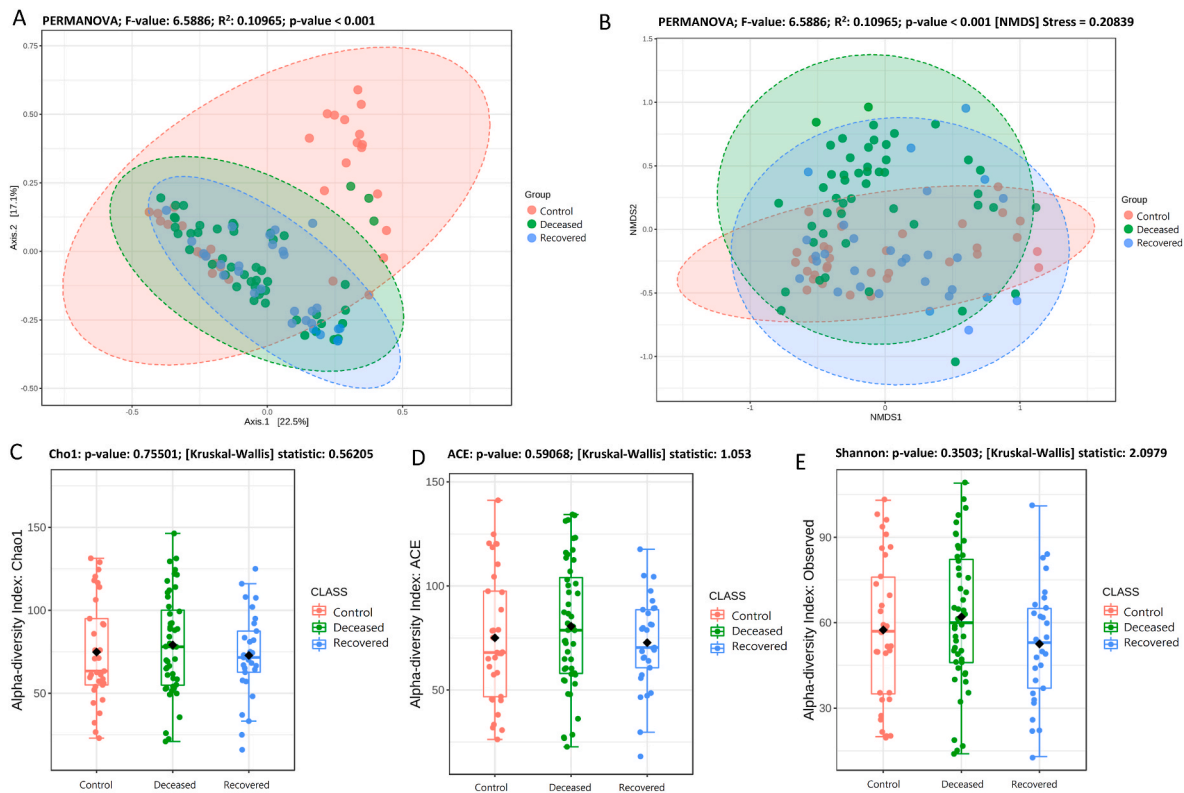 A
PERMANOVA; F-value: 6.5886; R²: 0.10965; p-value < 0.001
0.75
0.50
0.25
0.00
-0.25
-0.50
Axis.2 [17.1%]
-0.5
0.0
0.5
Axis.1 [22.5%]
Group
Control
Deceased
Recovered
B
PERMANOVA; F-value: 6.5886; R²: 0.10965; p-value < 0.001 [NMDS] Stress = 0.20839
1.5
1.0
0.5
0.0
-0.5
-1.0
NMDS2
-1
0
1
NMDS1
Group
Control
Deceased
Recovered
C
Cho1: p-value: 0.75501; [Kruskal-Wallis] statistic: 0.56205
Alpha-diversity Index: Chao1
150
100
50
Control Deceased Recovered
CLASS
Control
Deceased
Recovered
D
ACE: p-value: 0.59068; [Kruskal-Wallis] statistic: 1.053
Alpha-diversity Index: ACE
150
100
50
Control Deceased Recovered
CLASS
Control
Deceased
Recovered
E
Shannon: p-value: 0.3503; [Kruskal-Wallis] statistic: 2.0979
Alpha-diversity Index: Observed
90
60
30
Control Deceased Recovered
CLASS
Control
Deceased
Recovered